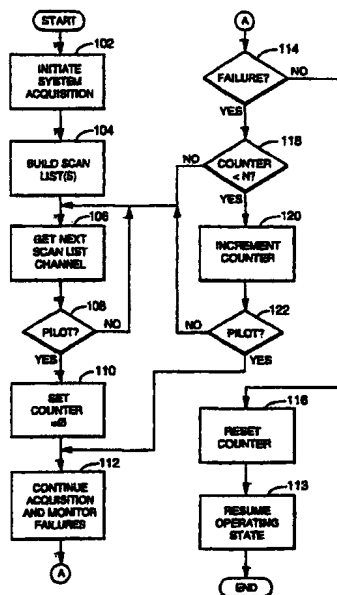 START
102
INITIATE
SYSTEM
ACQUISITION
104
BUILD SCAN
LIST(S)
106
GET NEXT
SCAN LIST
CHANNEL
108
PILOT?
NO
YES
110
SET
COUNTER
=0
112
CONTINUE
ACQUISITION
AND MONITOR
FAILURES
A
A
114
FAILURE?
NO
YES
118
NO
COUNTER
< N?
YES
120
INCREMENT
COUNTER
122
NO
PILOT?
YES
116
RESET
COUNTER
113
RESUME
OPERATING
STATE
END